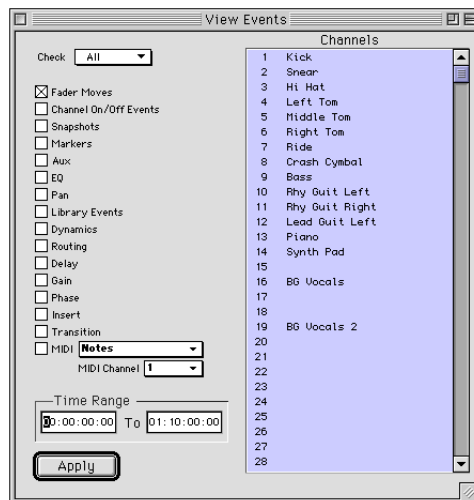 View Events
Check All
Fader Moves
Channel On/Off Events
Snapshots
Markers
Aux
EQ
Pan
Library Events
Dynamics
Routing
Delay
Gain
Phase
Insert
Transition
MIDI Notes
MIDI Channel 1
Time Range
00:00:00:00 To 01:10:00:00
Apply
Channels
1 Kick
2 Snear
3 Hi Hat
4 Left Tom
5 Middle Tom
6 Right Tom
7 Ride
8 Crash Cymbal
9 Bass
10 Rhy Guit Left
11 Rhy Guit Right
12 Lead Guit Left
13 Piano
14 Synth Pad
15
16 BG Vocals
17
18
19 BG Vocals 2
20
21
22
23
24
25
26
27
28